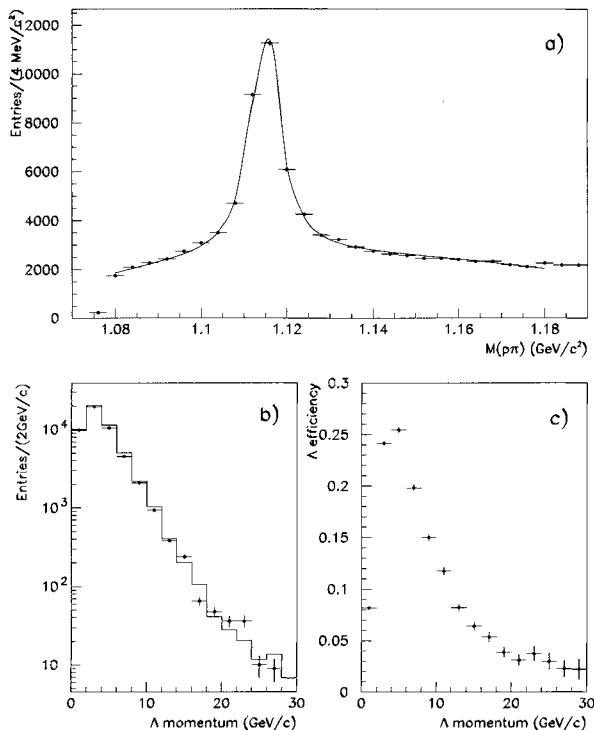 a)
Entries/(4 MeV/c²)
12000
10000
8000
6000
4000
2000
0
1.08 1.1 1.12 1.14 1.16 1.18
M(pπ) (GeV/c²)
b)
Entries/(2GeV/c)
10⁴
10³
10²
10
0 10 20 30
Λ momentum (GeV/c)
c)
Λ efficiency
0.3
0.25
0.2
0.15
0.1
0.05
0
0 10 20 30
Λ momentum (GeV/c)